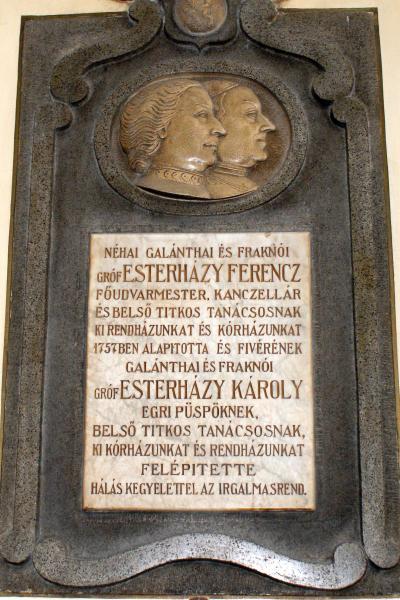 NÉHAI GALÁNTHAI ÉS FRAKNÓI
GRÓF ESTERHÁZY FERENCZ
FŐUDVARMESTER, KANCZELLÁR
ÉS BELSŐ TITKOS TANÁCSOSNAK
KI RENDHÁZUNKAT ÉS KÓRHÁZUNKAT
1757BEN ALAPITOTTA ÉS FIVÉRÉNEK
GALÁNTHAI ÉS FRAKNÓI
GRÓF ESTERHÁZY KÁROLY
EGRI PÜSPÖKNEK,
BELSŐ TITKOS TANÁCSOSNAK,
KI KÓRHÁZUNKAT ÉS RENDHÁZUNKAT
FELÉPITETTE
HÁLÁS KEGYELETTEL AZ IRGALMASREND.